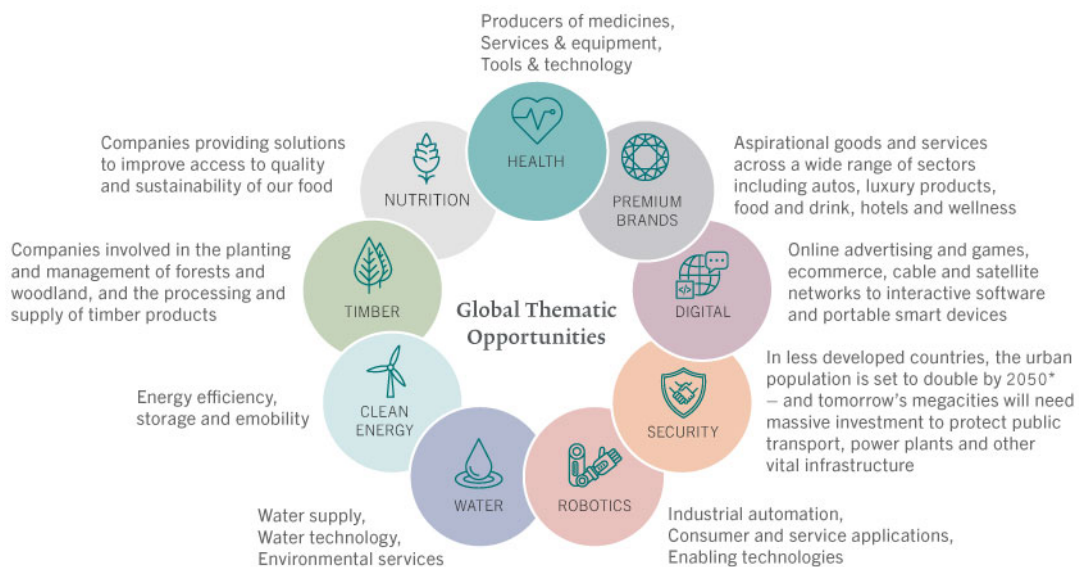 Producers of medicines,
Services & equipment,
Tools & technology
HEALTH
Aspirational goods and services
across a wide range of sectors
including autos, luxury products,
food and drink, hotels and wellness
PREMIUM
BRANDS
Online advertising and games,
ecommerce, cable and satellite
networks to interactive software
and portable smart devices
DIGITAL
</>
In less developed countries, the urban
population is set to double by 2050*
– and tomorrow’s megacities will need
massive investment to protect public
transport, power plants and other
vital infrastructure
SECURITY
Industrial automation,
Consumer and service applications,
Enabling technologies
ROBOTICS
Water supply,
Water technology,
Environmental services
WATER
Energy efficiency,
storage and emobility
CLEAN
ENERGY
Companies involved in the planting
and management of forests and
woodland, and the processing and
supply of timber products
TIMBER
Companies providing solutions
to improve access to quality
and sustainability of our food
NUTRITION
Global Thematic
Opportunities